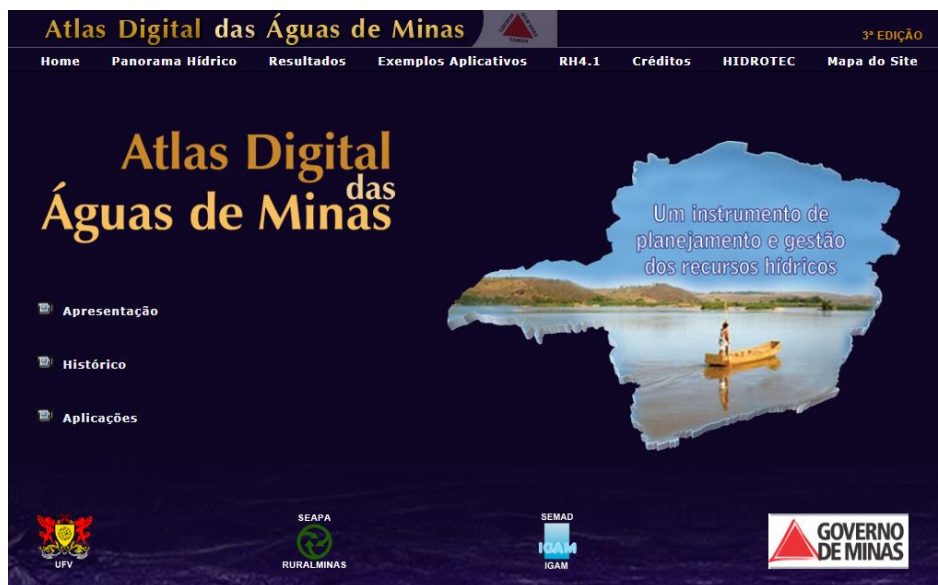 Atlas Digital das Águas de Minas
3ª EDIÇÃO
Home Panorama Hídrico Resultados Exemplos Aplicativos RH4.1 Créditos HIDROTEC Mapa do Site
Atlas Digital
das
Águas de Minas
Um instrumento de
planejamento e gestão
dos recursos hídricos
Apresentação
Histórico
Aplicações
UFV
SEAPA
RURALMINAS
SEMAD
IGAM
IGAM
GOVERNO
DE MINAS